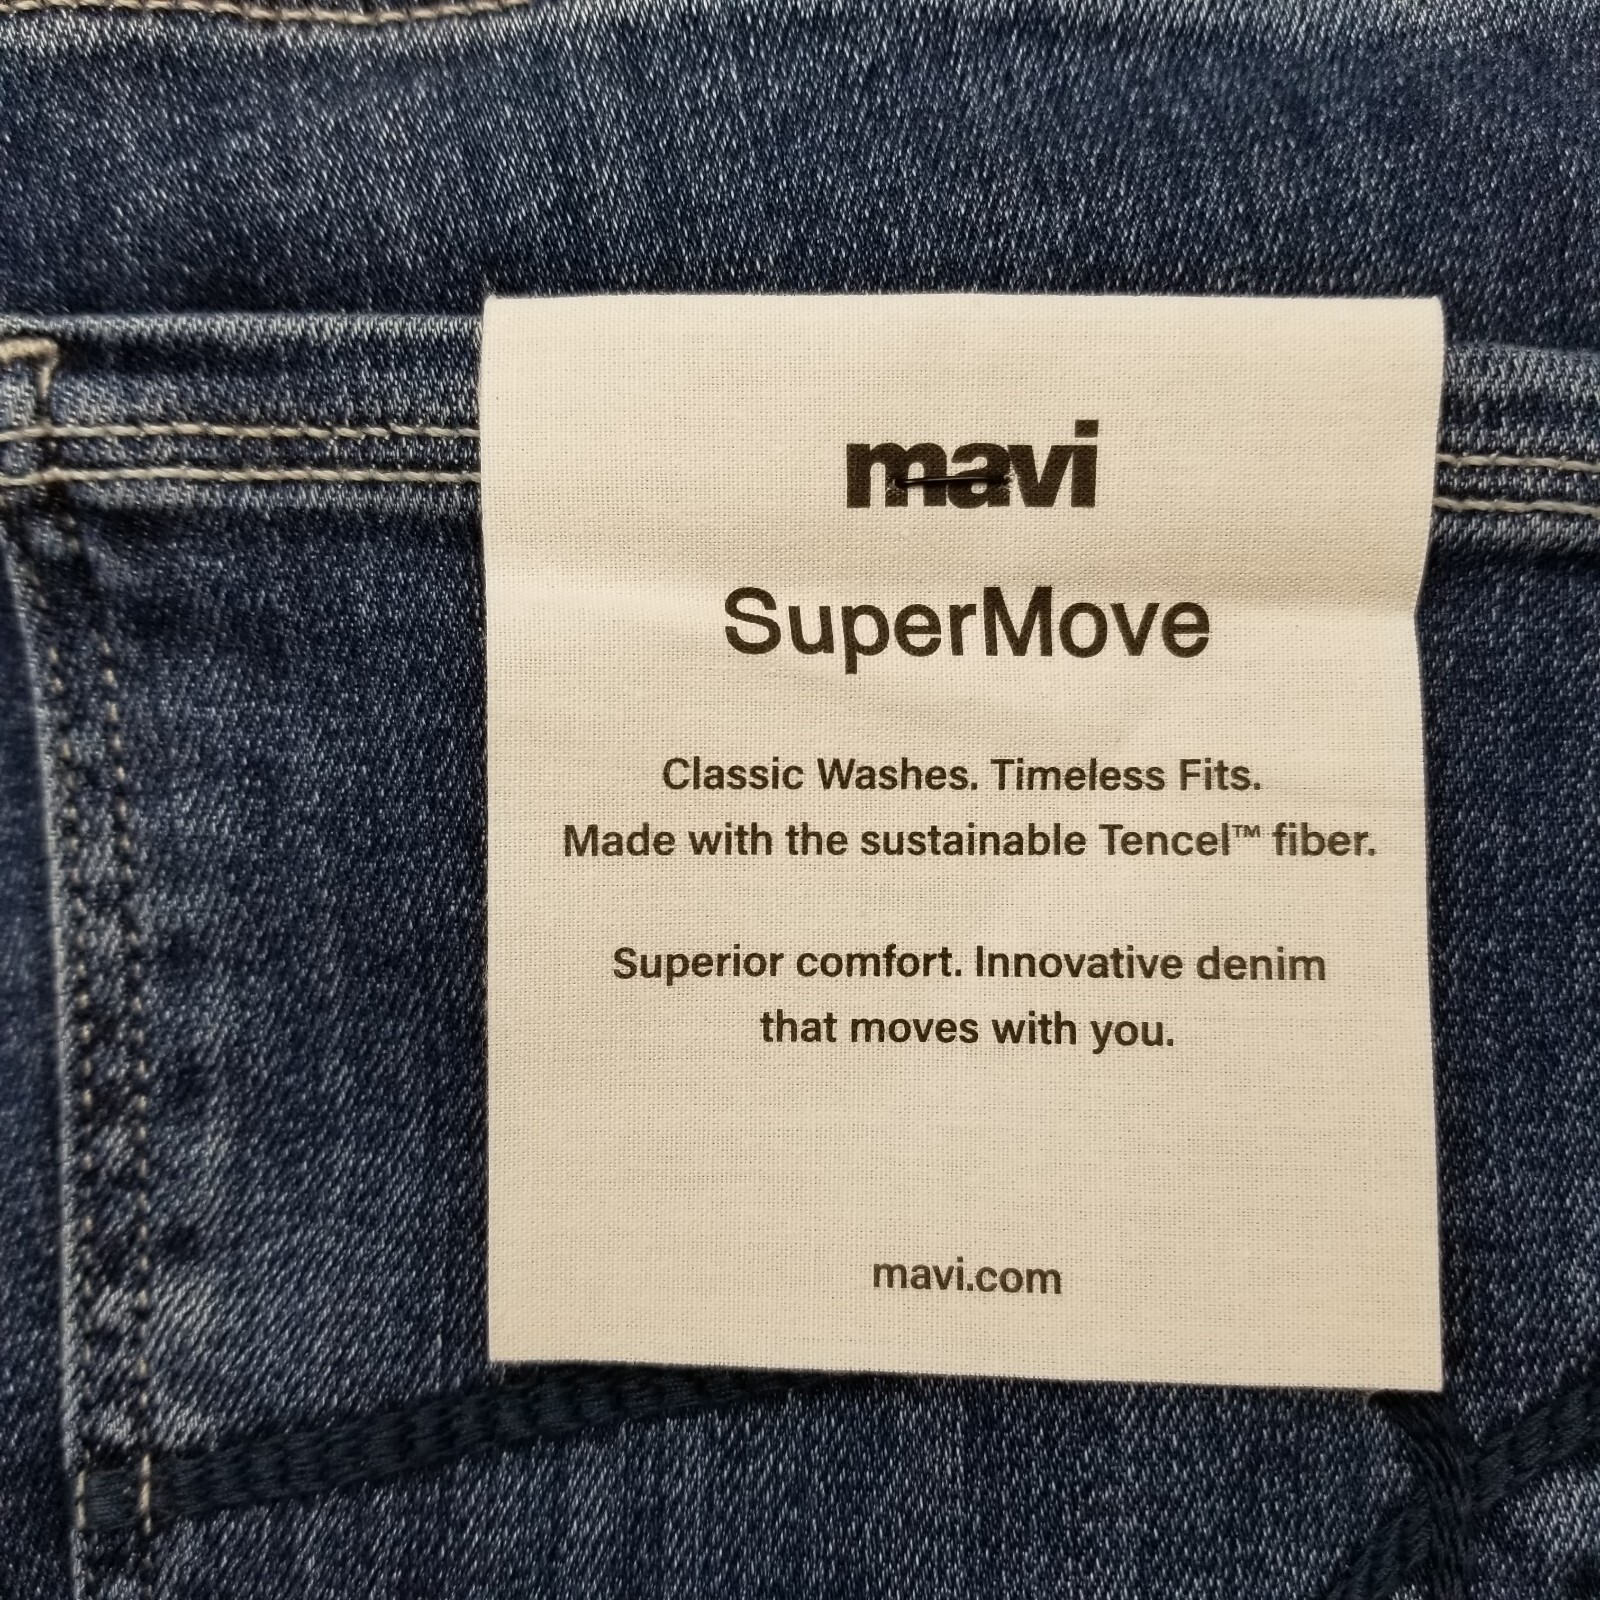 mavi
SuperMove
Classic Washes. Timeless Fits.
Made with the sustainable Tencel™ fiber.
Superior comfort. Innovative denim
that moves with you.
mavi.com